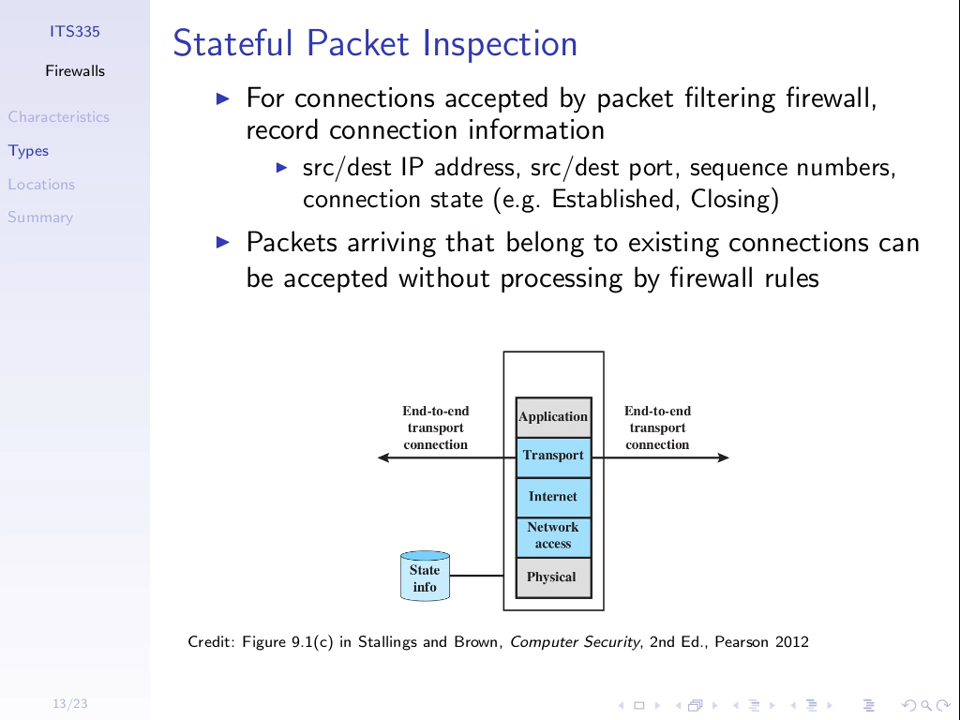 ITS335
Firewalls
Characteristics
Types
Locations
Summary
Stateful Packet Inspection
For connections accepted by packet filtering firewall,
record connection information
src/dest IP address, src/dest port, sequence numbers,
connection state (e.g. Established, Closing)
Packets arriving that belong to existing connections can
be accepted without processing by firewall rules
End-to-end
transport
connection
Application
Transport
Internet
Network
access
Physical
End-to-end
transport
connection
State
info
Credit: Figure 9.1(c) in Stallings and Brown, Computer Security, 2nd Ed., Pearson 2012
13/23